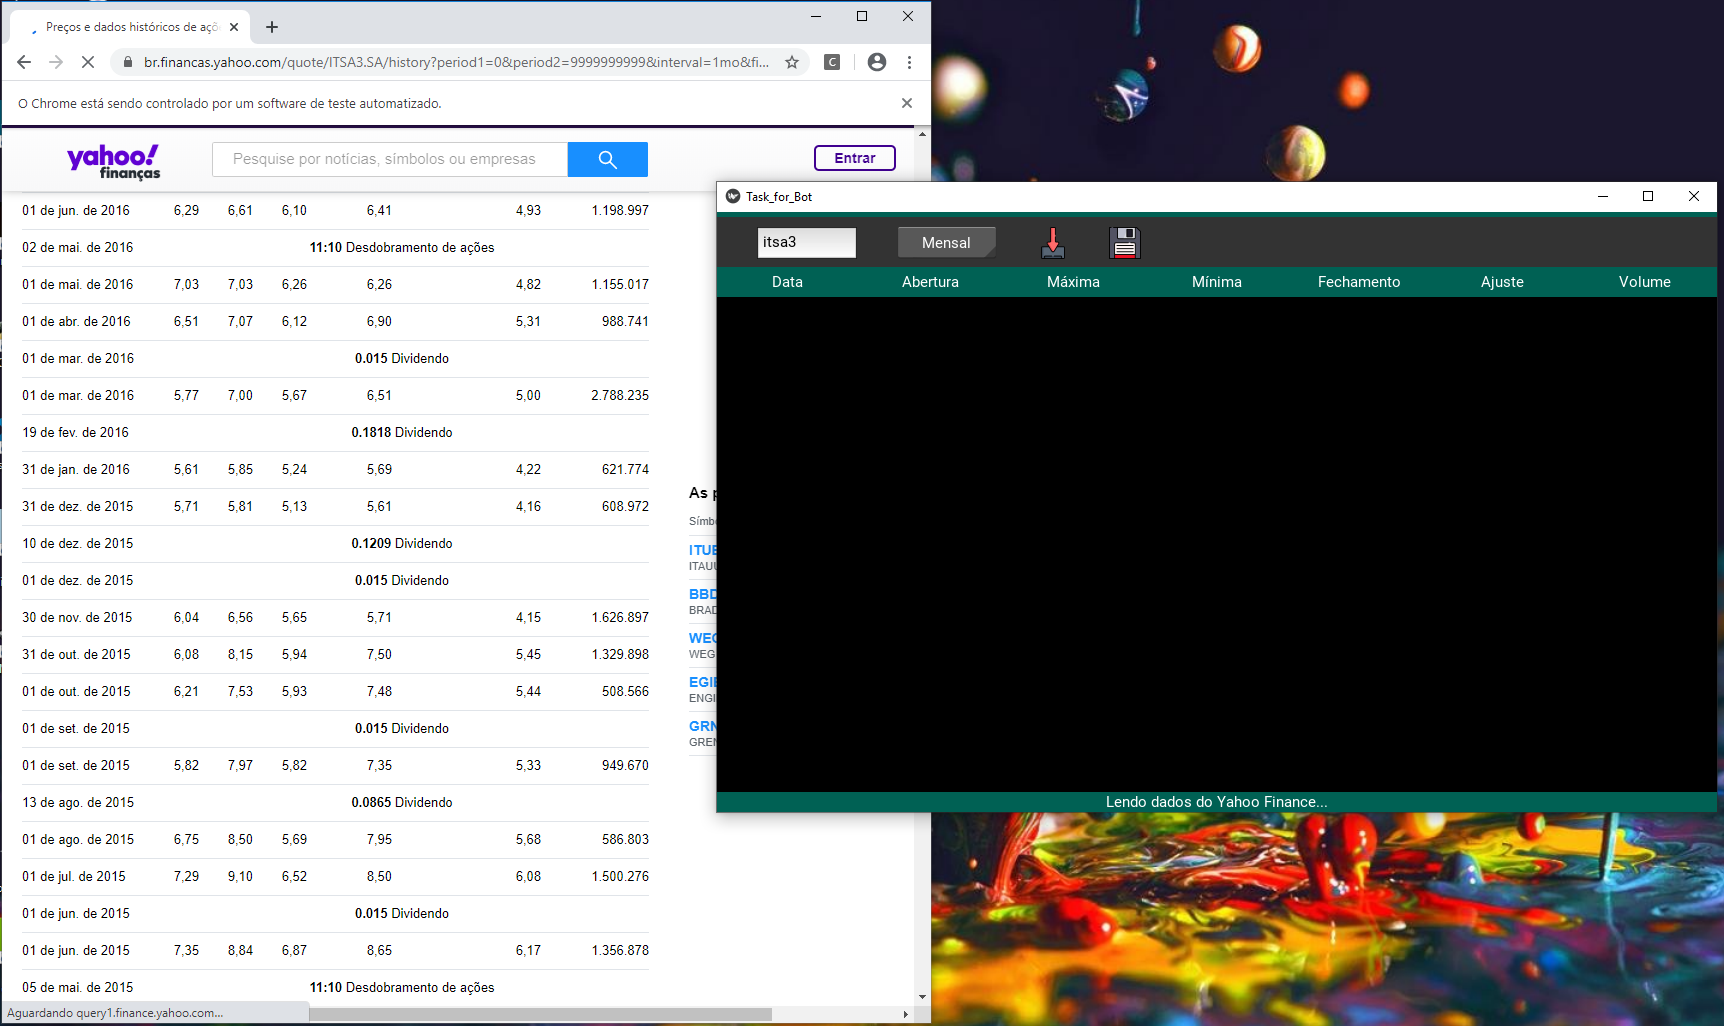 Preços e dados históricos de açõ
br.financas.yahoo.com/quote/ITSA3.SA/history?period1=0&period2=9999999999&interval=1mo&fi...
C
O Chrome está sendo controlado por um software de teste automatizado.
yahoo!
finanças
Pesquise por notícias, símbolos ou empresas
Entrar
01 de jun. de 2016 6,29 6,61 6,10 6,41 4,93 1.198.997
02 de mai. de 2016 11:10 Desdobramento de ações
01 de mai. de 2016 7,03 7,03 6,26 6,26 4,82 1.155.017
01 de abr. de 2016 6,51 7,07 6,12 6,90 5,31 988.741
01 de mar. de 2016 0.015 Dividendo
01 de mar. de 2016 5,77 7,00 5,67 6,51 5,00 2.788.235
19 de fev. de 2016 0.1818 Dividendo
31 de jan. de 2016 5,61 5,85 5,24 5,69 4,22 621.774
31 de dez. de 2015 5,71 5,81 5,13 5,61 4,16 608.972
10 de dez. de 2015 0.1209 Dividendo
01 de dez. de 2015 0.015 Dividendo
30 de nov. de 2015 6,04 6,56 5,65 5,71 4,15 1.626.897
31 de out. de 2015 6,08 8,15 5,94 7,50 5,45 1.329.898
01 de out. de 2015 6,21 7,53 5,93 7,48 5,44 508.566
01 de set. de 2015 0.015 Dividendo
01 de set. de 2015 5,82 7,97 5,82 7,35 5,33 949.670
13 de ago. de 2015 0.0865 Dividendo
01 de ago. de 2015 6,75 8,50 5,69 7,95 5,68 586.803
01 de jul. de 2015 7,29 9,10 6,52 8,50 6,08 1.500.276
01 de jun. de 2015 0.015 Dividendo
01 de jun. de 2015 7,35 8,84 6,87 8,65 6,17 1.356.878
05 de mai. de 2015 11:10 Desdobramento de ações
Aguardando query1.finance.yahoo.com...
As p
Símbo
ITUB
ITAUU
BBD
BRAD
WEG
WEG
EGIE
ENGI
GRN
GREN
Task_for_Bot
itsa3
Mensal
Data Abertura Máxima Mínima Fechamento Ajuste Volume
Lendo dados do Yahoo Finance...